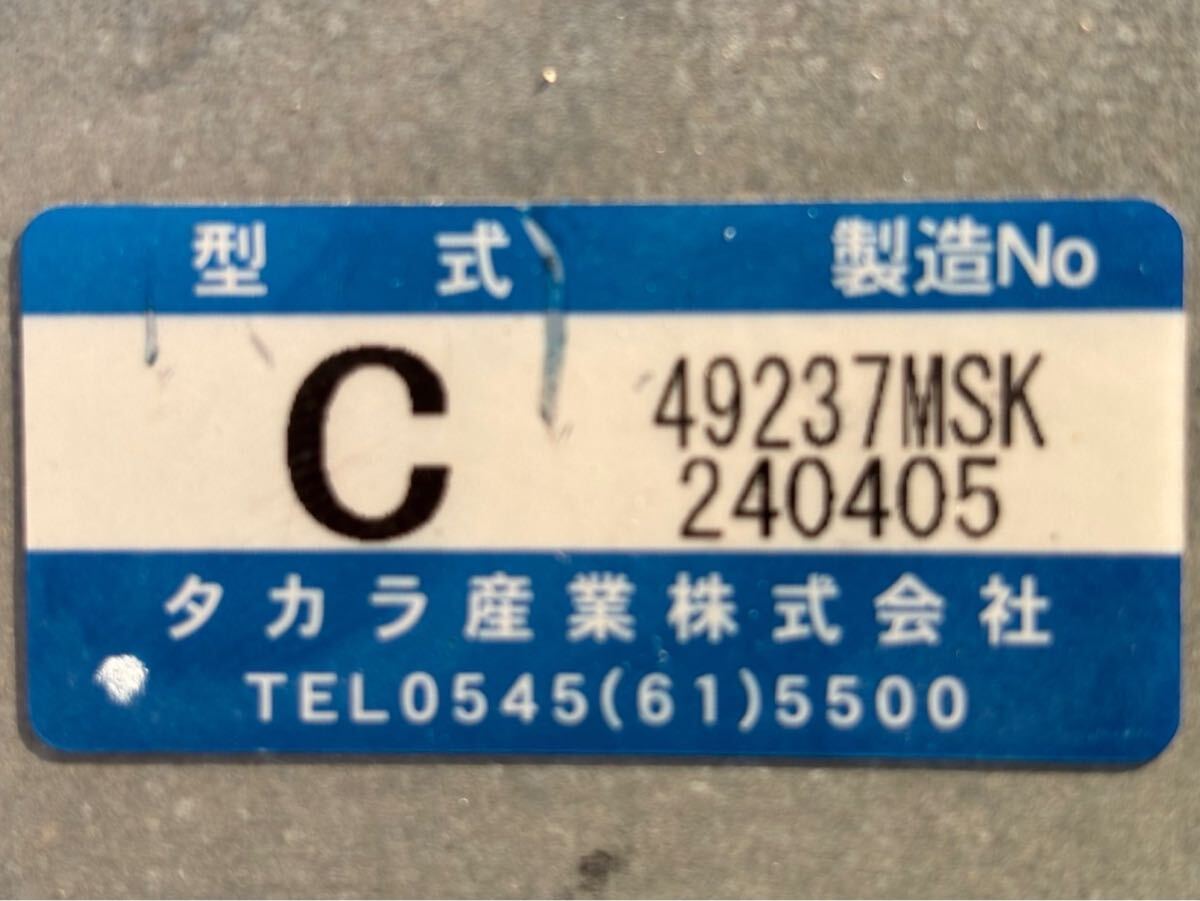 型式 製造No
C 49237MSK
240405
タカラ産業株式会社
TEL0545(61)5500